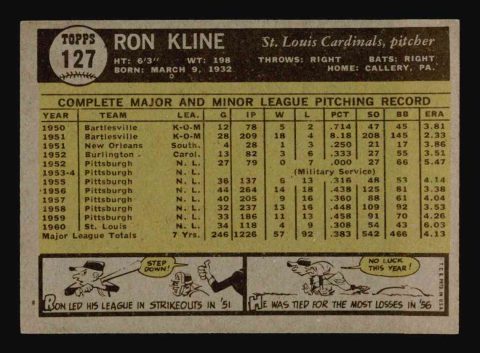 TOPPS
127
RON KLINE St. Louis Cardinals, pitcher
HT: 6'3" WT: 198 THROWS: RIGHT BATS: RIGHT
BORN: MARCH 9, 1932 HOME: CALLERY, PA.
COMPLETE MAJOR AND MINOR LEAGUE PITCHING RECORD
YEAR TEAM LEA. G IP W L PCT SO BB ERA
1950 Bartlesville K-O-M 12 78 5 2 .714 47 45 3.81
1951 Bartlesville K-O-M 28 209 18 4 8.18 208 145 2.33
1951 New Orleans South. 4 28 1 3 .250 21 17 3.86
1952 Burlington Carol. 13 82 3 6 .333 55 31 3.51
1952 Pittsburgh N. L. 27 79 0 7 .000 27 66 5.47
1953-4 (Military Service)
1955 Pittsburgh N. L. 36 137 6 13 .316 48 53 4.14
1956 Pittsburgh N. L. 44 264 14 18 .438 125 81 3.38
1957 Pittsburgh N. L. 40 205 9 16 .360 88 61 4.04
1958 Pittsburgh N. L. 32 237 13 16 .448 109 92 3.53
1959 Pittsburgh N. L. 33 186 11 13 .458 91 70 4.26
1960 St. Louis N. L. 34 118 4 9 .308 54 43 6.03
Major League Totals 7 Yrs. 246 1226 57 92 .383 542 466 4.13
STEP DOWN!
RON LED HIS LEAGUE IN STRIKEOUTS IN '51
NO LUCK THIS YEAR!
HE WAS TIED FOR THE MOST LOSSES IN '56
T.C.G. PRTD. IN U.S.A.